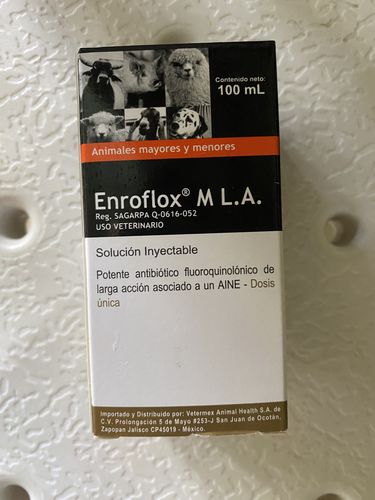 Contenido neto:
100 mL
Animales mayores y menores
Enroflox® M L.A.
Reg. SAGARPA Q-0616-052
USO VETERINARIO
Solución Inyectable
Potente antibiótico fluoroquinolónico de
larga acción asociado a un AINE - Dosis
única
Importado y Distribuido por: Vetermex Animal Health S.A. de
C.V. Prolongación 5 de Mayo #253-J San Juan de Ocotán,
Zapopan Jalisco CP45019 - México.